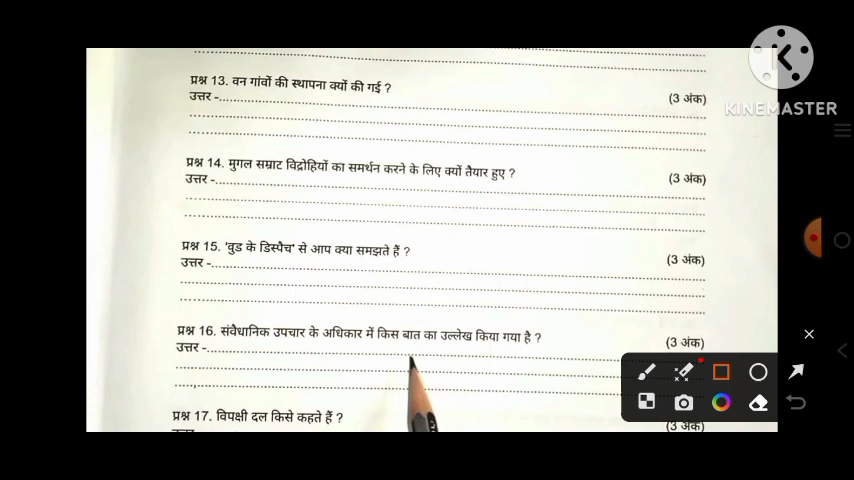 KINEMASTER
प्रश्न 13. वन गांवों की स्थापना क्यों की गई ?
(3 अंक)
उत्तर -
प्रश्न 14. मुगल सम्राट विद्रोहियों का समर्थन करने के लिए क्यों तैयार हुए ?
(3 अंक)
उत्तर -
प्रश्न 15. 'वुड के डिस्पैच' से आप क्या समझते हैं ?
(3 अंक)
उत्तर -
प्रश्न 16. संवैधानिक उपचार के अधिकार में किस बात का उल्लेख किया गया है ?
(3 अंक)
उत्तर -
प्रश्न 17. विपक्षी दल किसे कहते हैं ?
(3 अंक)